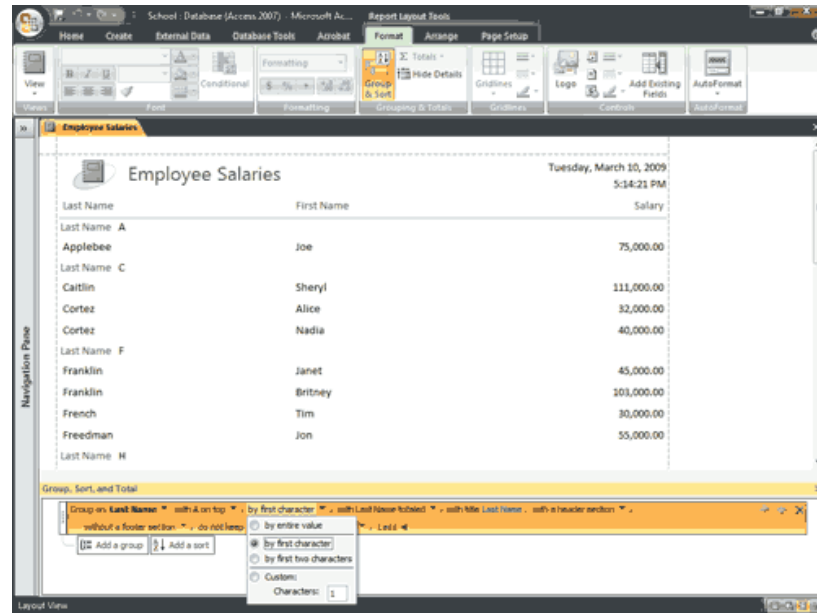 School : Database (Access 2007) - Microsoft Ac... Report Layout Tools
Home Create External Data Database Tools Acrobat Format Arrange Page Setup
View
B I U
Conditional
Formatting
$ % ,
Group & Sort
Σ Totals
Hide Details
Gridlines
Logo
Add Existing Fields
AutoFormat
Views Font Formatting Grouping & Totals Gridlines Controls AutoFormat
Employee Salaries
Employee Salaries
Tuesday, March 10, 2009
5:14:21 PM
Last Name First Name Salary
Last Name A
Applebee Joe 75,000.00
Last Name C
Caitlin Sheryl 111,000.00
Cortez Alice 32,000.00
Cortez Nadia 40,000.00
Last Name F
Franklin Janet 45,000.00
Franklin Britney 103,000.00
French Tim 30,000.00
Freedman Jon 55,000.00
Last Name H
Navigation Pane
Group, Sort, and Total
Group on Last Name with A on top , by first character , with Last Name totaled , with title Last Name , with a header section ,
without a footer section , do not keep , Less
by entire value
by first character
by first two characters
Custom:
Characters: 1
Add a group Add a sort
Layout View